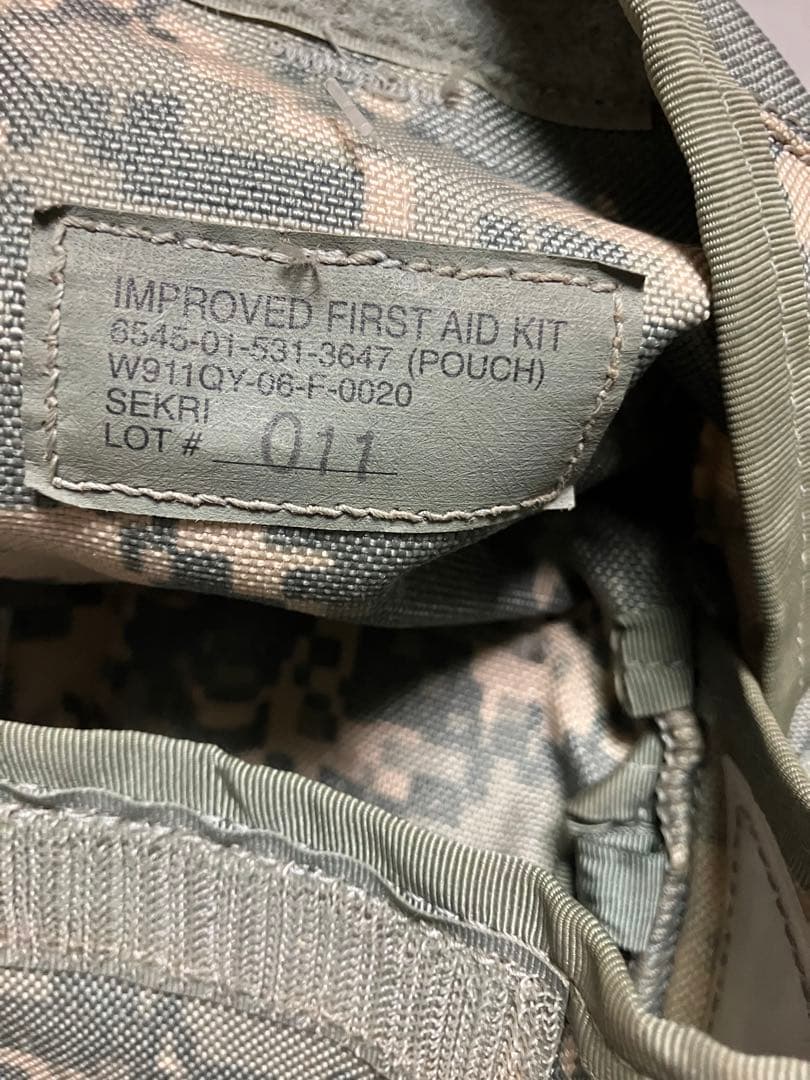 IMPROVED FIRST AID KIT
6545-01-531-3647 (POUCH)
W911QY-06-F-0020
SEKRI
LOT # 011